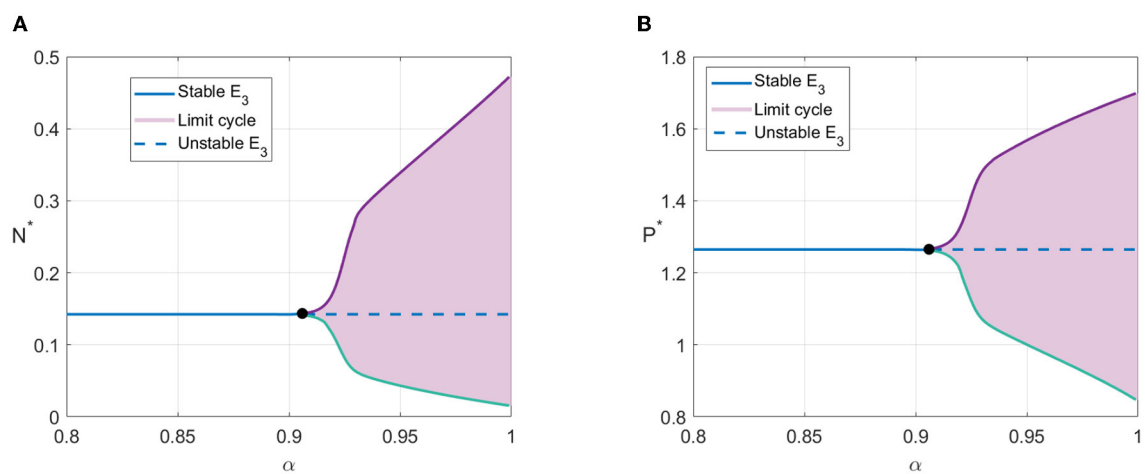 A
0.5
0.4
0.3
0.2
0.1
0
N*
Stable E3
Limit cycle
Unstable E3
0.8 0.85 0.9 0.95 1
α
B
1.8
1.6
1.4
1.2
1
0.8
P*
Stable E3
Limit cycle
Unstable E3
0.8 0.85 0.9 0.95 1
α